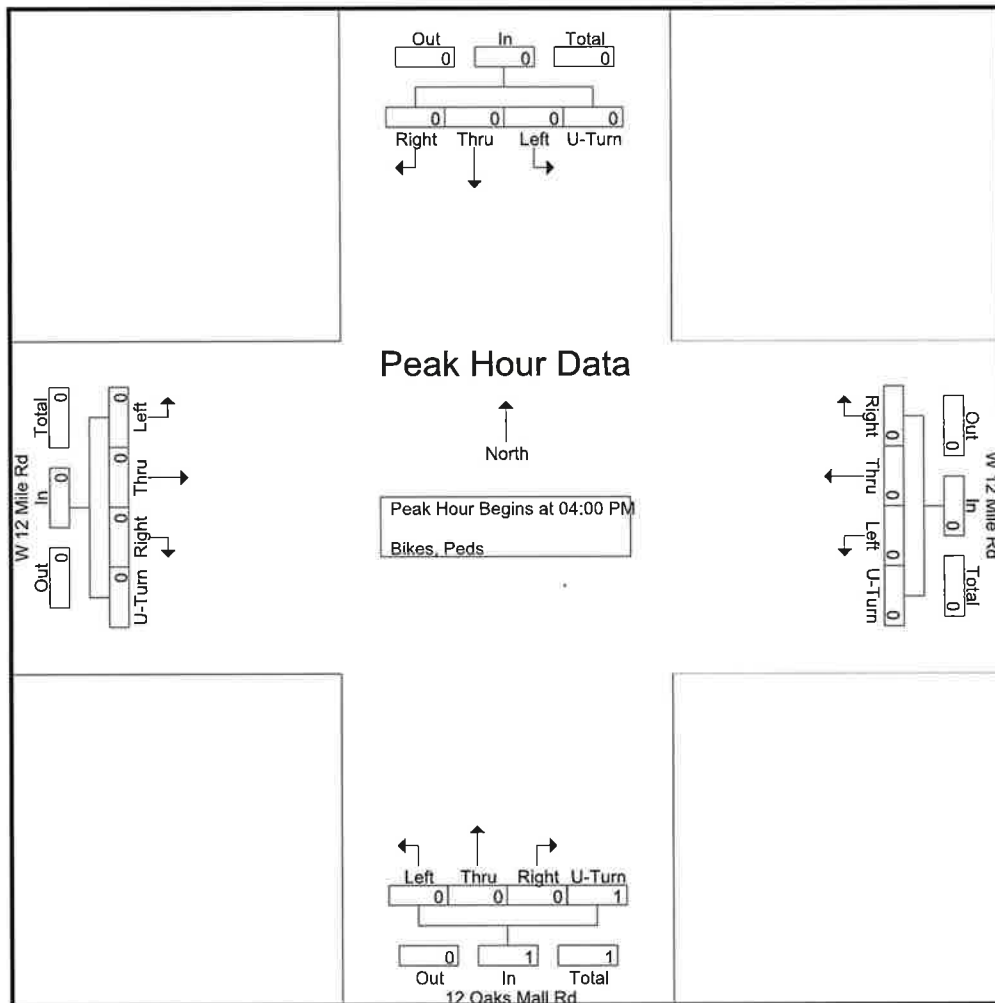 Out In Total
0 0 0
0 0 0 0
Right Thru Left U-Turn
Peak Hour Data
North
Peak Hour Begins at 04:00 PM
Bikes, Peds
W 12 Mile Rd
Total In Out
0 0 0
0 0 0 0
Left Thru Right U-Turn
Right Thru Left U-Turn
0 0 0 0
Out In Total
0 0 0
W 12 Mile Rd
Left Thru Right U-Turn
0 0 0 1
0 1 1
Out In Total
12 Oaks Mall Rd